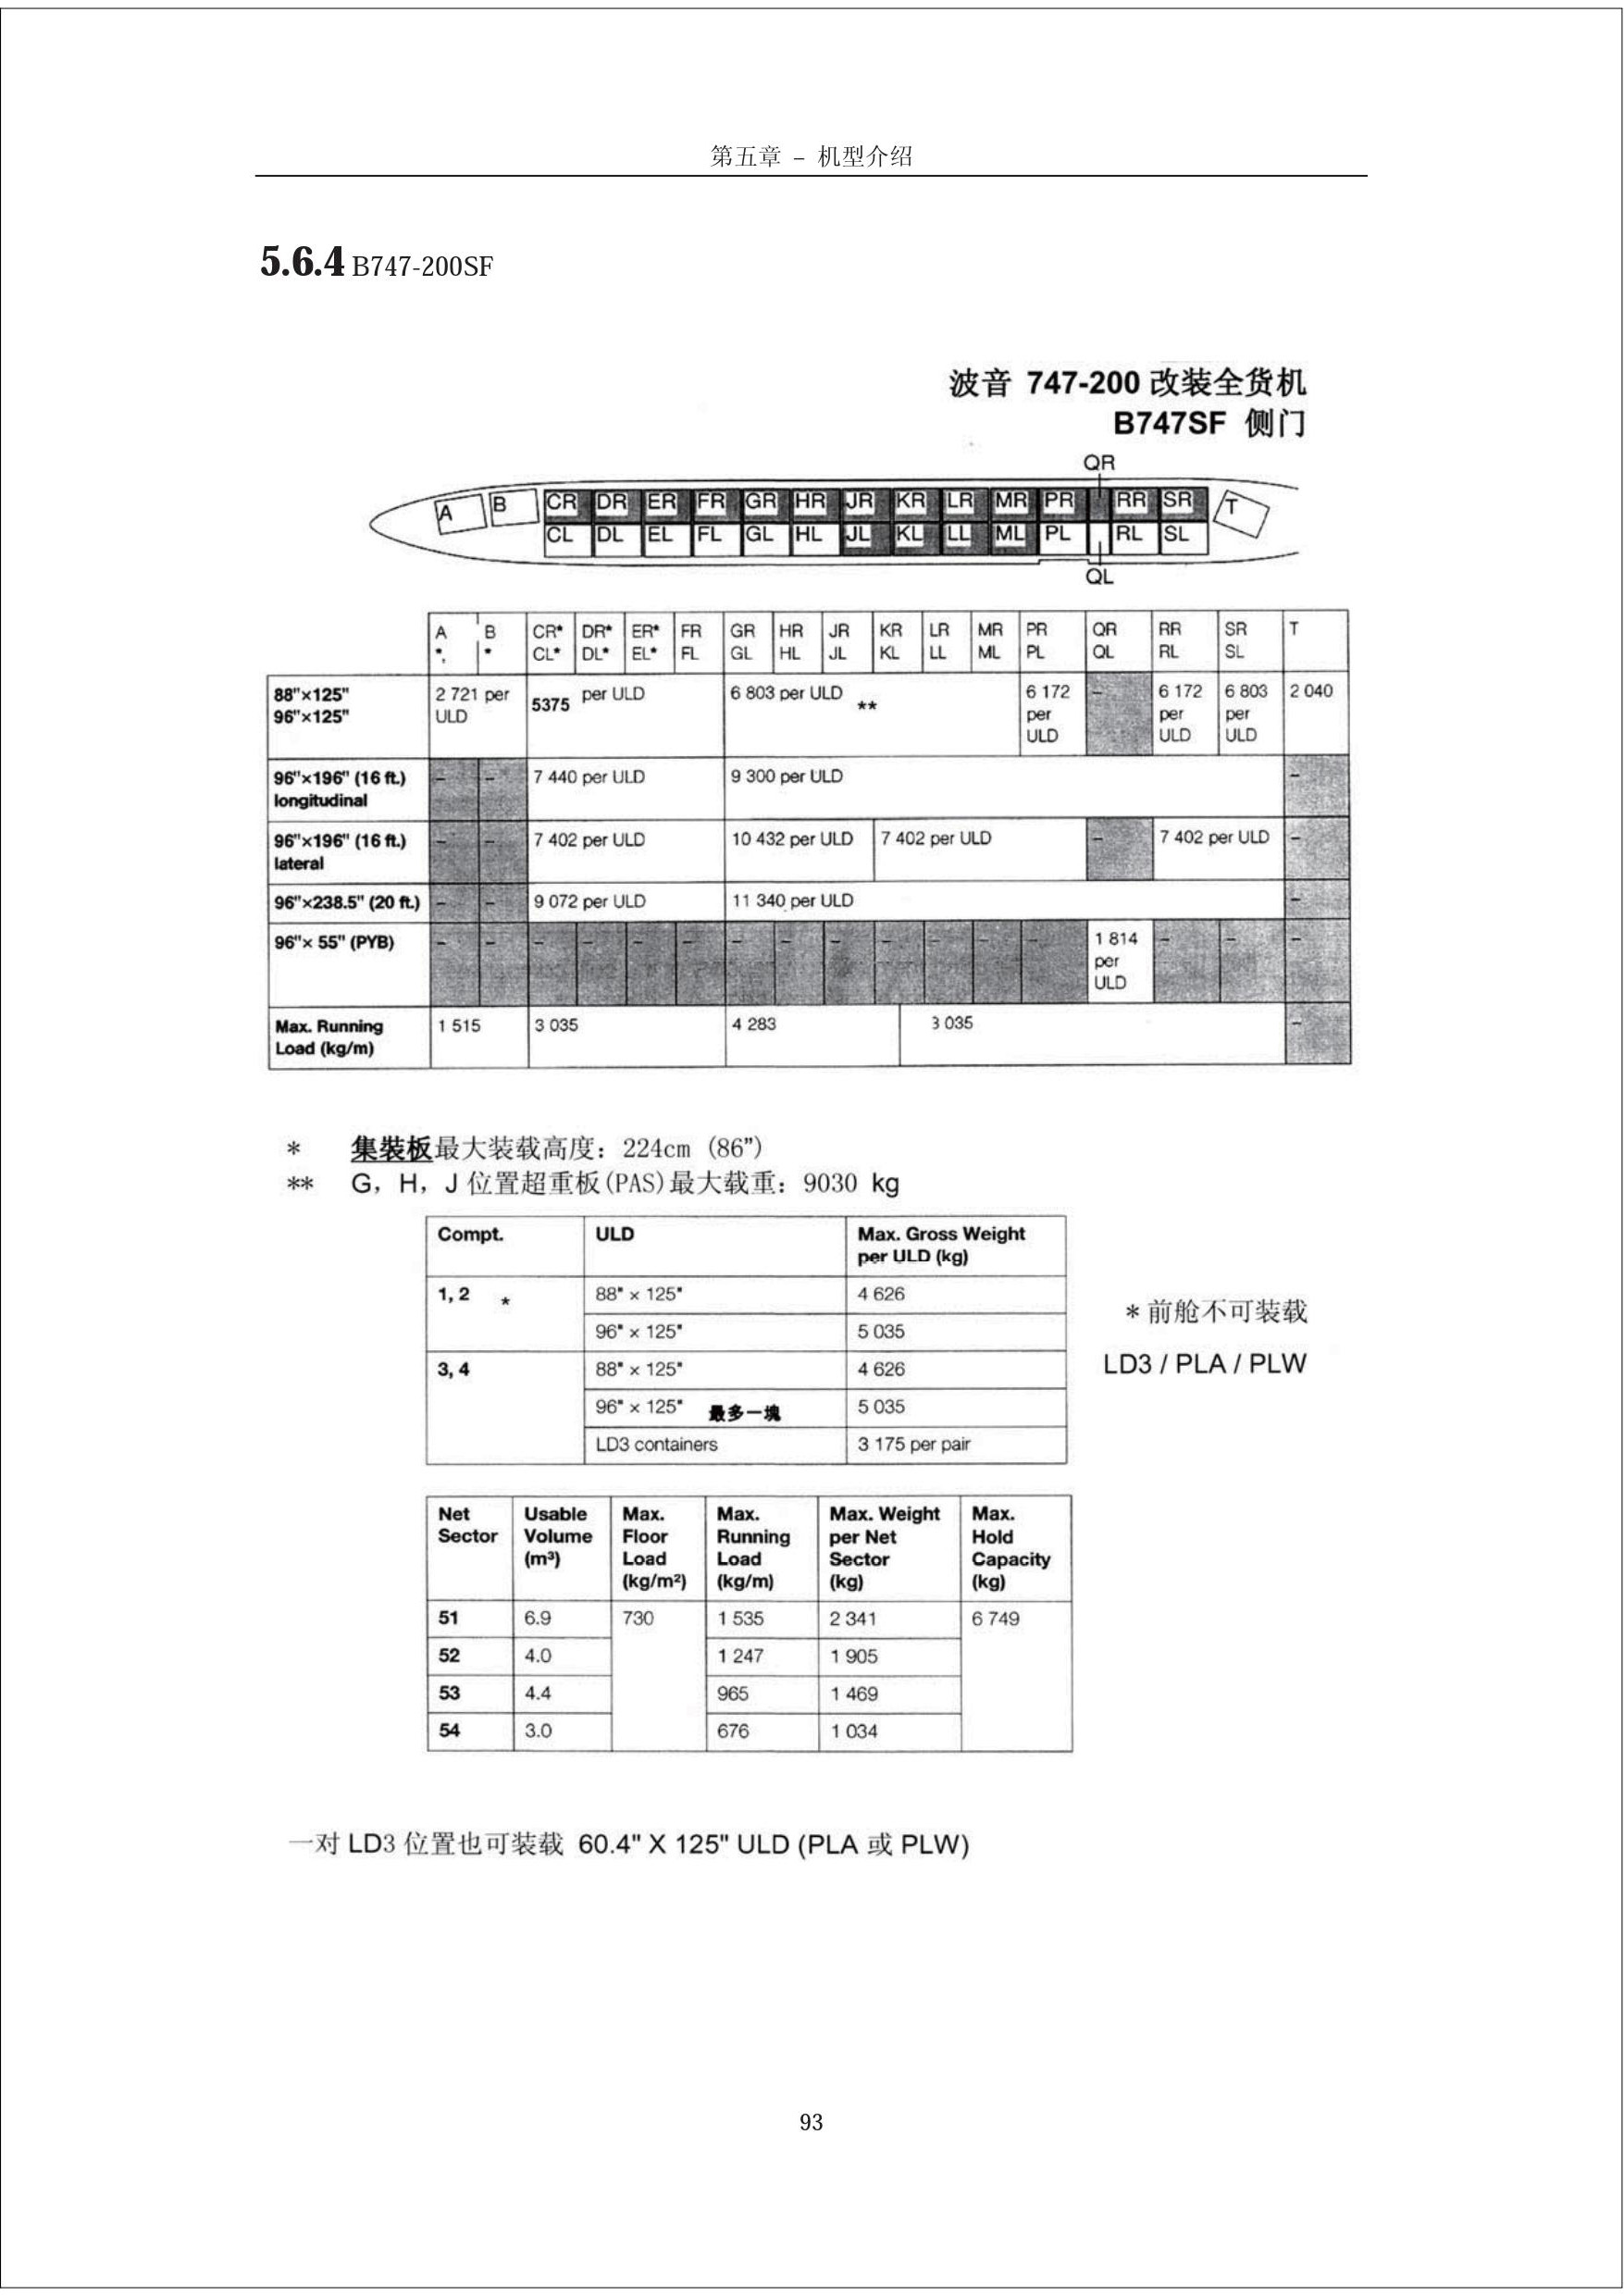 第五章 – 机型介绍
5.6.4 B747-200SF
波音 747-200 改装全货机
B747SF 侧门
QR
A B CR DR ER FR GR HR JR KR LR MR PR RR SR T
CL DL EL FL GL HL JL KL LL ML PL RL SL
QL
A B CR* DR* ER* FR GR HR JR KR LR MR PR QR RR SR T
*, * CL* DL* EL* FL GL HL JL KL LL ML PL QL RL SL
88"×125" 2 721 per 5375 per ULD 6 803 per ULD ** 6 172 – 6 172 6 803 2 040
96"×125" ULD per per per
ULD ULD ULD
96"×196" (16 ft.) – – 7 440 per ULD 9 300 per ULD –
longitudinal
96"×196" (16 ft.) – – 7 402 per ULD 10 432 per ULD 7 402 per ULD – 7 402 per ULD –
lateral
96"×238.5" (20 ft.) – – 9 072 per ULD 11 340 per ULD –
96"× 55" (PYB) – – – – – – – – – – – – – 1 814 – – –
per
ULD
Max. Running 1 515 3 035 4 283 3 035 –
Load (kg/m)
* 集装板最大装载高度：224cm (86”)
** G，H，J 位置超重板(PAS)最大载重：9030 kg
Compt. ULD Max. Gross Weight
per ULD (kg)
1, 2 * 88" × 125" 4 626
96" × 125" 5 035
3, 4 88" × 125" 4 626
96" × 125" 最多一塊 5 035
LD3 containers 3 175 per pair
* 前舱不可装载
LD3 / PLA / PLW
Net Usable Max. Max. Max. Weight Max.
Sector Volume Floor Running per Net Hold
(m³) Load Load Sector Capacity
(kg/m²) (kg/m) (kg) (kg)
51 6.9 730 1 535 2 341 6 749
52 4.0 1 247 1 905
53 4.4 965 1 469
54 3.0 676 1 034
一对 LD3 位置也可装载 60.4" X 125" ULD (PLA 或 PLW)
93